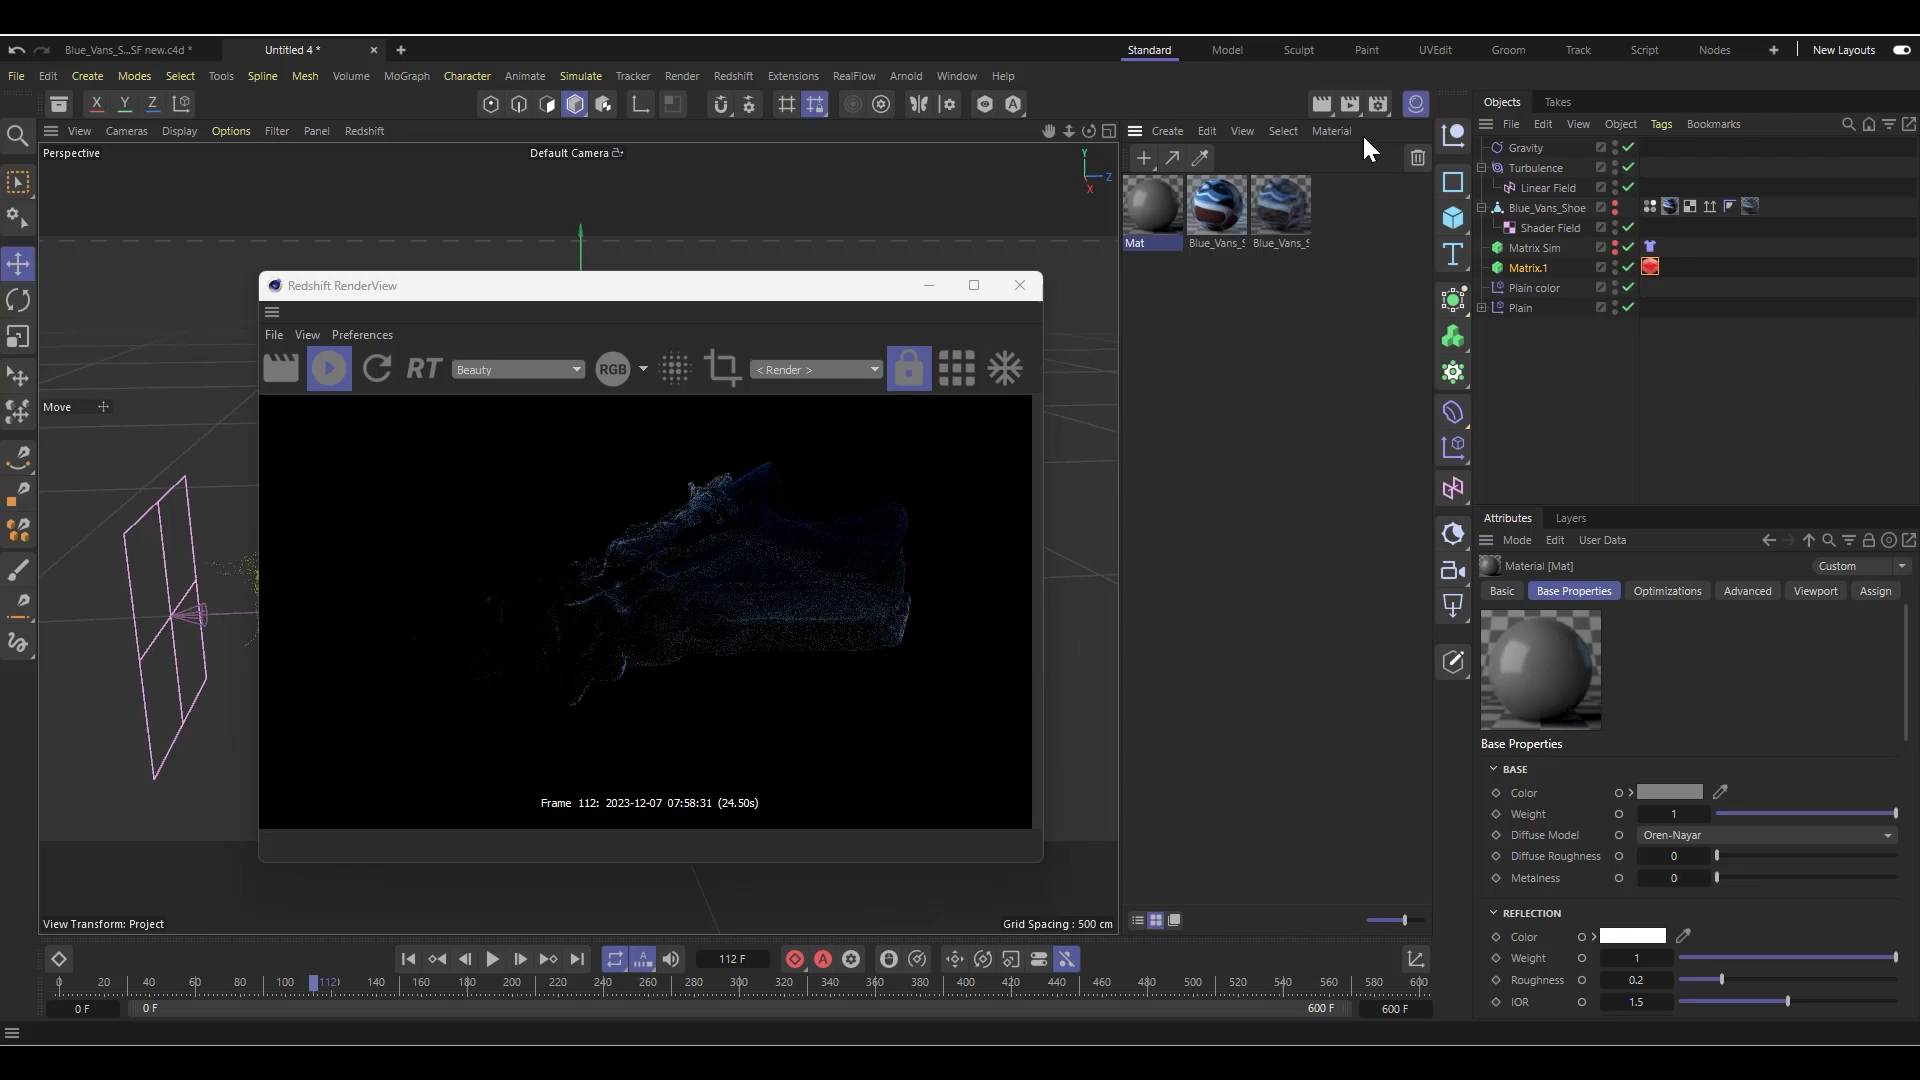 Blue_Vans_S...SF new.c4d *
Untitled 4 *
Standard
Model
Sculpt
Paint
UVEdit
Groom
Track
Script
Nodes
New Layouts
File Edit Create Modes Select Tools Spline Mesh Volume MoGraph Character Animate Simulate Tracker Render Redshift Extensions RealFlow Arnold Window Help
X Y Z
Objects Takes
View Cameras Display Options Filter Panel Redshift
Create Edit View Select Material
File Edit View Object Tags Bookmarks
Perspective
Default Camera
Y
Z
X
Mat
Blue_Vans_S
Blue_Vans_S
Gravity
Turbulence
Linear Field
Blue_Vans_Shoe
Shader Field
Matrix Sim
Matrix.1
Plain color
Plain
Redshift RenderView
File View Preferences
RT
Beauty
RGB
< Render >
Move
Frame 112: 2023-12-07 07:58:31 (24.50s)
View Transform: Project
Grid Spacing : 500 cm
Attributes Layers
Mode Edit User Data
Material [Mat]
Custom
Basic
Base Properties
Optimizations
Advanced
Viewport
Assign
Base Properties
BASE
Color
Weight 1
Diffuse Model Oren-Nayar
Diffuse Roughness 0
Metalness 0
REFLECTION
Color
Weight 1
Roughness 0.2
IOR 1.5
112 F
0 20 40 60 80 100 112 140 160 180 200 220 240 260 280 300 320 340 360 380 400 420 440 460 480 500 520 540 560 580 600
0 F
0 F
600 F
600 F